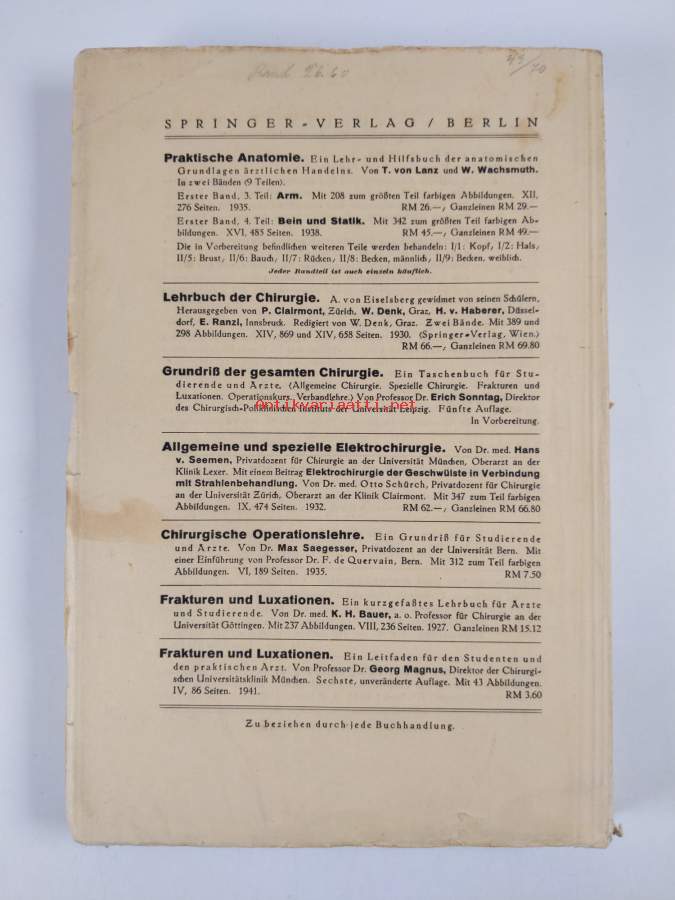 Band 26.60
49/70
SPRINGER-VERLAG / BERLIN
Praktische Anatomie. Ein Lehr- und Hilfsbuch der anatomischen
Grundlagen ärztlichen Handelns. Von T. von Lanz und W. Wachsmuth.
In zwei Bänden (9 Teilen).
Erster Band, 3. Teil: Arm. Mit 208 zum größten Teil farbigen Abbildungen. XII,
276 Seiten. 1935. RM 26.—, Ganzleinen RM 29.—
Erster Band, 4. Teil: Bein und Statik. Mit 342 zum größten Teil farbigen Ab-
bildungen. XVI, 485 Seiten. 1938. RM 45.—, Ganzleinen RM 49.—
Die in Vorbereitung befindlichen weiteren Teile werden behandeln: I/1: Kopf, I/2: Hals,
II/5: Brust, II/6: Bauch, II/7: Rücken, II/8: Becken, männlich, II/9: Becken, weiblich.
Jeder Bandteil ist auch einzeln käuflich.
Lehrbuch der Chirurgie. A. von Eiselsberg gewidmet von seinen Schülern,
Herausgegeben von P. Clairmont, Zürich, W. Denk, Graz, H. v. Haberer, Düssel-
dorf, E. Ranzi, Innsbruck. Redigiert von W. Denk, Graz. Zwei Bände. Mit 389 und
298 Abbildungen. XIV, 869 und XIV, 658 Seiten. 1930. (Springer-Verlag, Wien.)
RM 66.—, Ganzleinen RM 69.80
Grundriß der gesamten Chirurgie. Ein Taschenbuch für Stu-
dierende und Ärzte. (Allgemeine Chirurgie. Spezielle Chirurgie. Frakturen und
Luxationen. Operationskurs. Verbandlehre.) Von Professor Dr. Erich Sonntag, Direktor
des Chirurgisch-Poliklinischen Instituts der Universität Leipzig. Fünfte Auflage.
In Vorbereitung.
antikvariaatti.net
Allgemeine und spezielle Elektrochirurgie. Von Dr. med. Hans
v. Seemen, Privatdozent für Chirurgie an der Universität München, Oberarzt an der
Klinik Lexer. Mit einem Beitrag Elektrochirurgie der Geschwülste in Verbindung
mit Strahlenbehandlung. Von Dr. med. Otto Schürch, Privatdozent für Chirurgie
an der Universität Zürich, Oberarzt an der Klinik Clairmont. Mit 347 zum Teil farbigen
Abbildungen. IX, 474 Seiten. 1932. RM 62.—, Ganzleinen RM 66.80
Chirurgische Operationslehre. Ein Grundriß für Studierende
und Ärzte. Von Dr. Max Saegesser, Privatdozent an der Universität Bern. Mit
einer Einführung von Professor Dr. F. de Quervain, Bern. Mit 312 zum Teil farbigen
Abbildungen. VI, 189 Seiten. 1935. RM 7.50
Frakturen und Luxationen. Ein kurzgefaßtes Lehrbuch für Ärzte
und Studierende. Von Dr. med. K. H. Bauer, a. o. Professor für Chirurgie an der
Universität Göttingen. Mit 237 Abbildungen. VIII, 236 Seiten. 1927. Ganzleinen RM 15.12
Frakturen und Luxationen. Ein Leitfaden für den Studenten und
den praktischen Arzt. Von Professor Dr. Georg Magnus, Direktor der Chirurgi-
schen Universitätsklinik München. Sechste, unveränderte Auflage. Mit 43 Abbildungen.
IV, 86 Seiten. 1941. RM 3.60
Zu beziehen durch jede Buchhandlung.